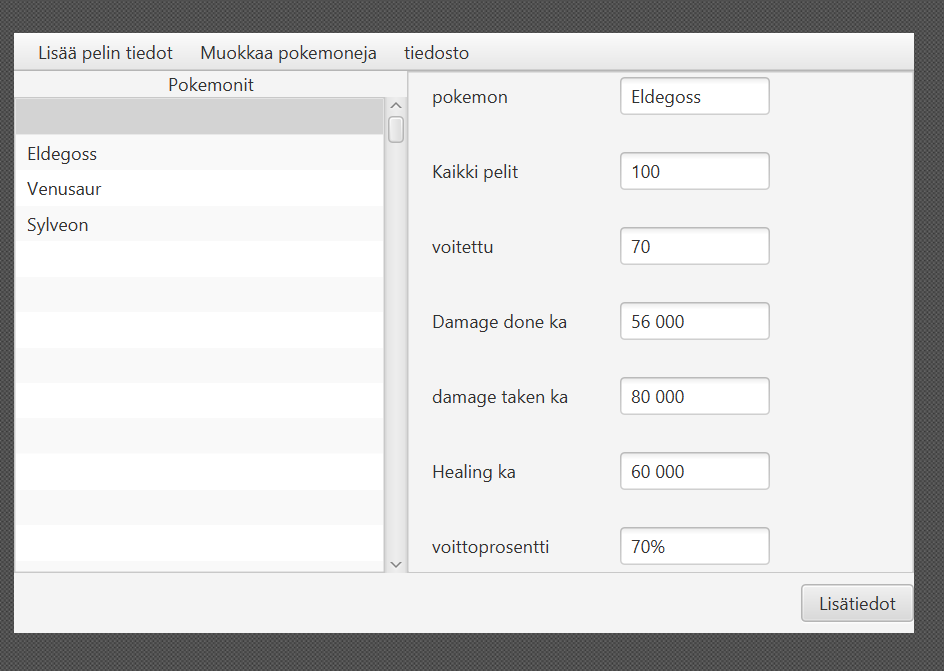 Lisää pelin tiedot Muokkaa pokemoneja tiedosto
Pokemonit
Eldegoss
Venusaur
Sylveon
pokemon Eldegoss
Kaikki pelit 100
voitettu 70
Damage done ka 56 000
damage taken ka 80 000
Healing ka 60 000
voittoprosentti 70%
Lisätiedot